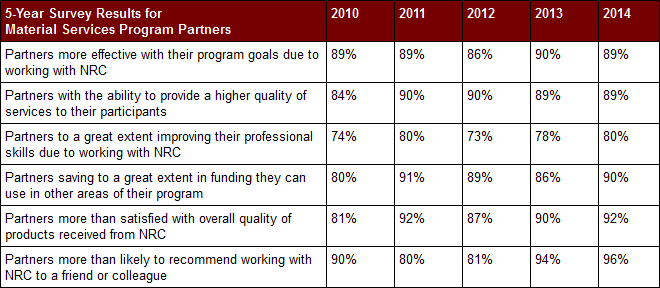 5-Year Survey Results for
Material Services Program Partners
2010 2011 2012 2013 2014
Partners more effective with their program goals due to
working with NRC
89% 89% 86% 90% 89%
Partners with the ability to provide a higher quality of
services to their participants
84% 90% 90% 89% 89%
Partners to a great extent improving their professional
skills due to working with NRC
74% 80% 73% 78% 80%
Partners saving to a great extent in funding they can
use in other areas of their program
80% 91% 89% 86% 90%
Partners more than satisfied with overall quality of
products received from NRC
81% 92% 87% 90% 92%
Partners more than likely to recommend working with
NRC to a friend or colleague
90% 80% 81% 94% 96%